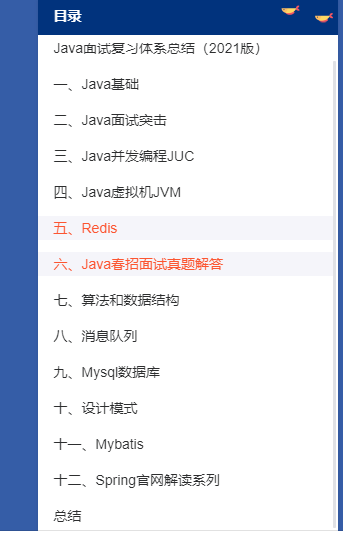 目录
Java面试复习体系总结（2021版）
一、Java基础
二、Java面试突击
三、Java并发编程JUC
四、Java虚拟机JVM
五、Redis
六、Java春招面试真题解答
七、算法和数据结构
八、消息队列
九、Mysql数据库
十、设计模式
十一、Mybatis
十二、Spring官网解读系列
总结